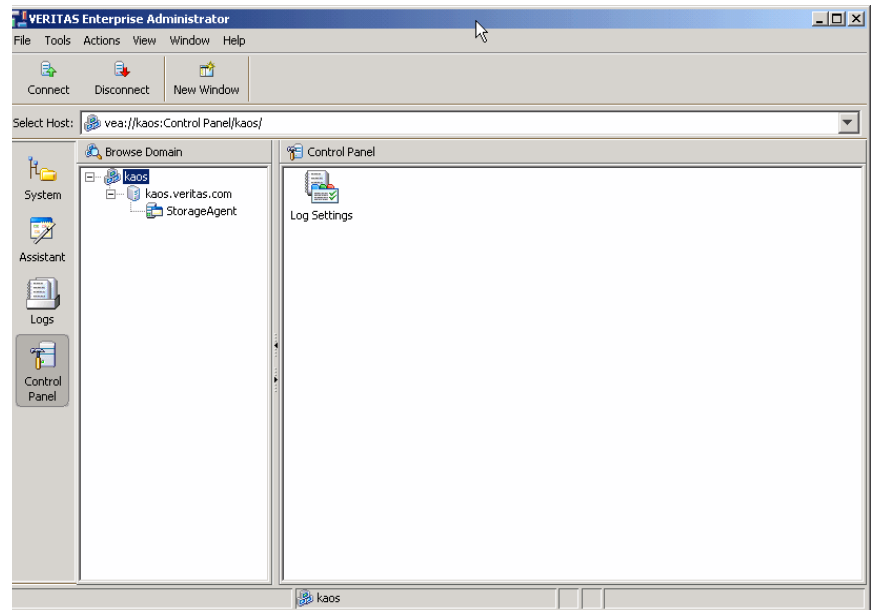 VERITAS Enterprise Administrator
File Tools Actions View Window Help
Connect Disconnect New Window
Select Host: vea://kaos:Control Panel/kaos/
Browse Domain
Control Panel
System
Assistant
Logs
Control
Panel
kaos
kaos.veritas.com
StorageAgent
Log Settings
kaos